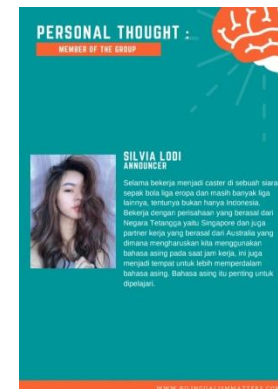 PERSONAL THOUGHT :
MEMBER OF THE GROUP
SILVIA LODI
ANNOUNCER
Selama bekerja menjadi caster di sebuah siara
sepak bola liga eropa dan masih banyak liga
lainnya, tentunya bukan hanya Indonesia.
Bekerja dengan perisahaan yang berasal dari
Negara Tetangga yaitu Singapore dan juga
partner kerja yang berasal dari Australia yang
dimana mengharuskan kita menggunakan
bahasa asing pada saat jam kerja, ini juga
menjadi tempat untuk lebih memperdalam
bahasa asing. Bahasa asing itu penting untuk
dipelajari.
WWW.BILINGUALISMMATTERS.COM